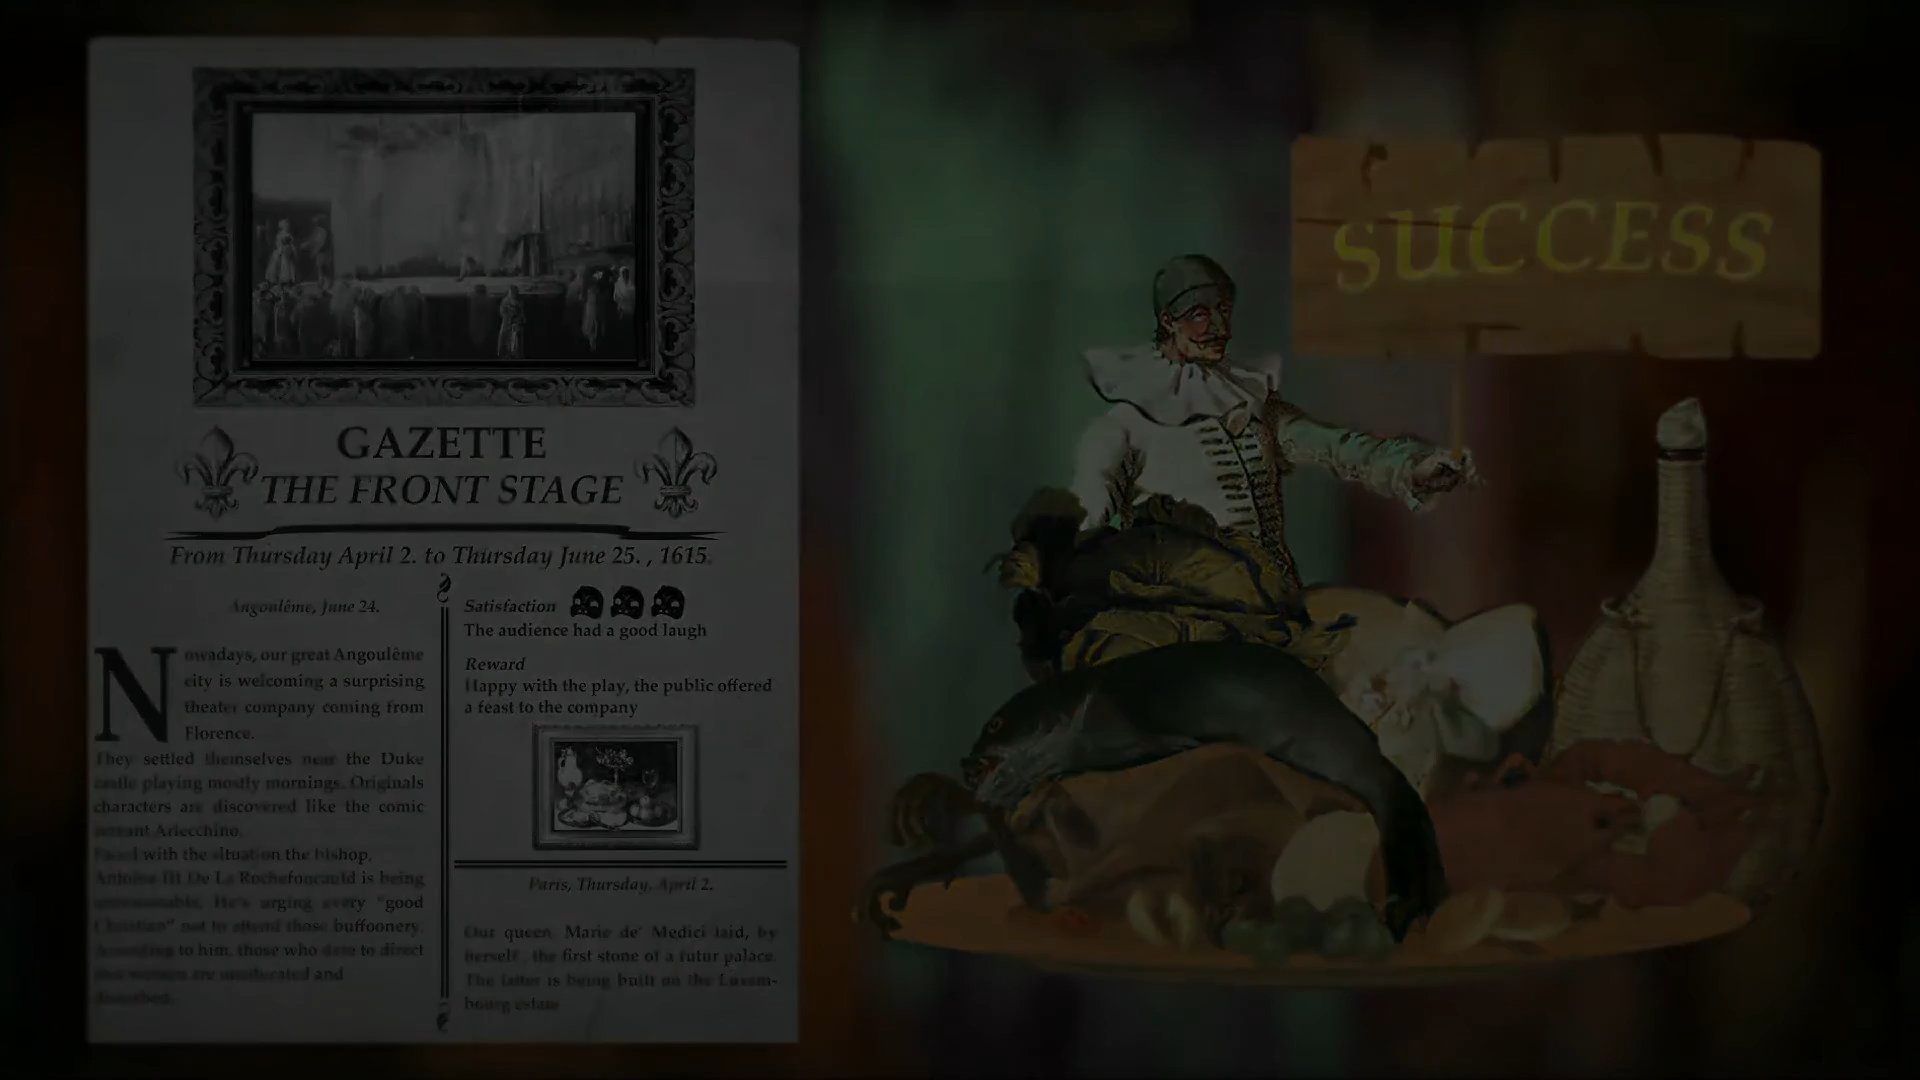 SUCCESS
GAZETTE
THE FRONT STAGE
From Thursday April 2. to Thursday June 25. , 1615.
Angoulême, June 24.
Nowadays, our great Angoulême
city is welcoming a surprising
theater company coming from
Florence.
They settled themselves near the Duke
castle playing mostly mornings. Originals
characters are discovered like the comic
servant Arlecchino.
Faced with the situation the bishop,
Antoine III De La Rochefoucauld is being
He's urging every "good
Christian" not to attend those buffoonery.
According to him, those who dare to direct
that women are uneducated and
Satisfaction
The audience had a good laugh
Reward
Happy with the play, the public offered
a feast to the company
Paris, Thursday, April 2.
Our queen, Marie de' Medici laid, by
herself, the first stone of a futur palace.
The latter is being built on the Luxem-
bourg estate